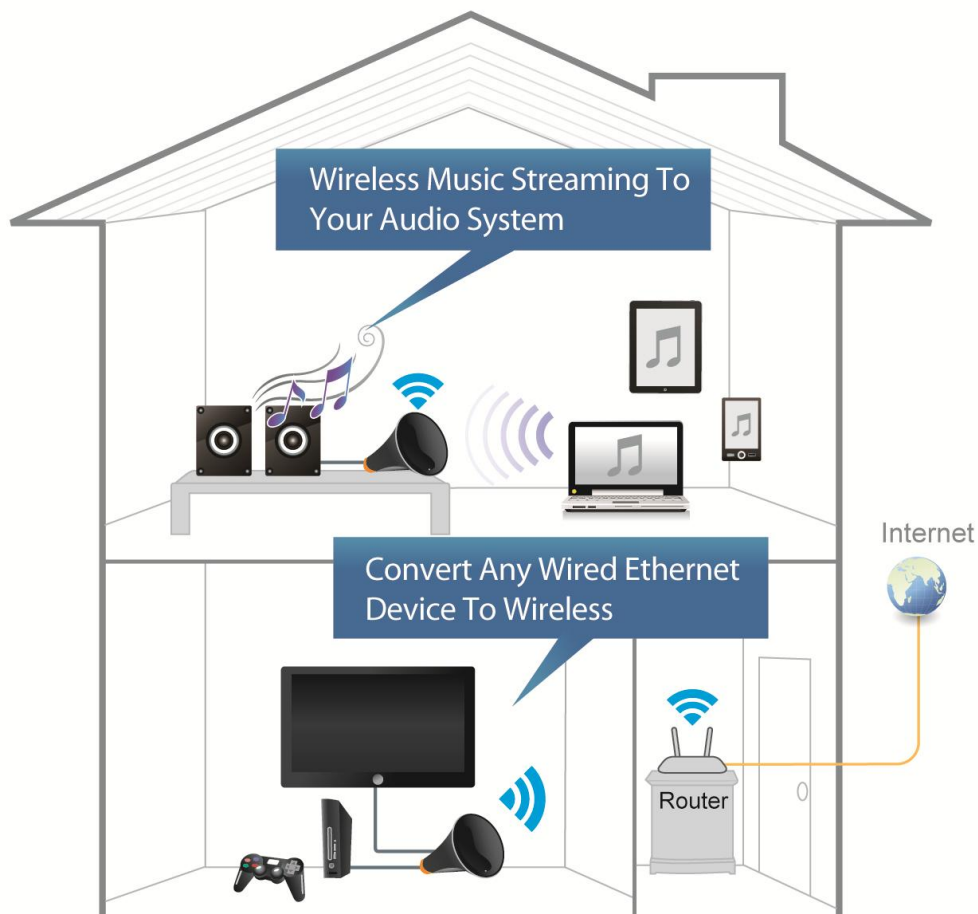 Wireless Music Streaming To
Your Audio System
Convert Any Wired Ethernet
Device To Wireless
Internet
Router